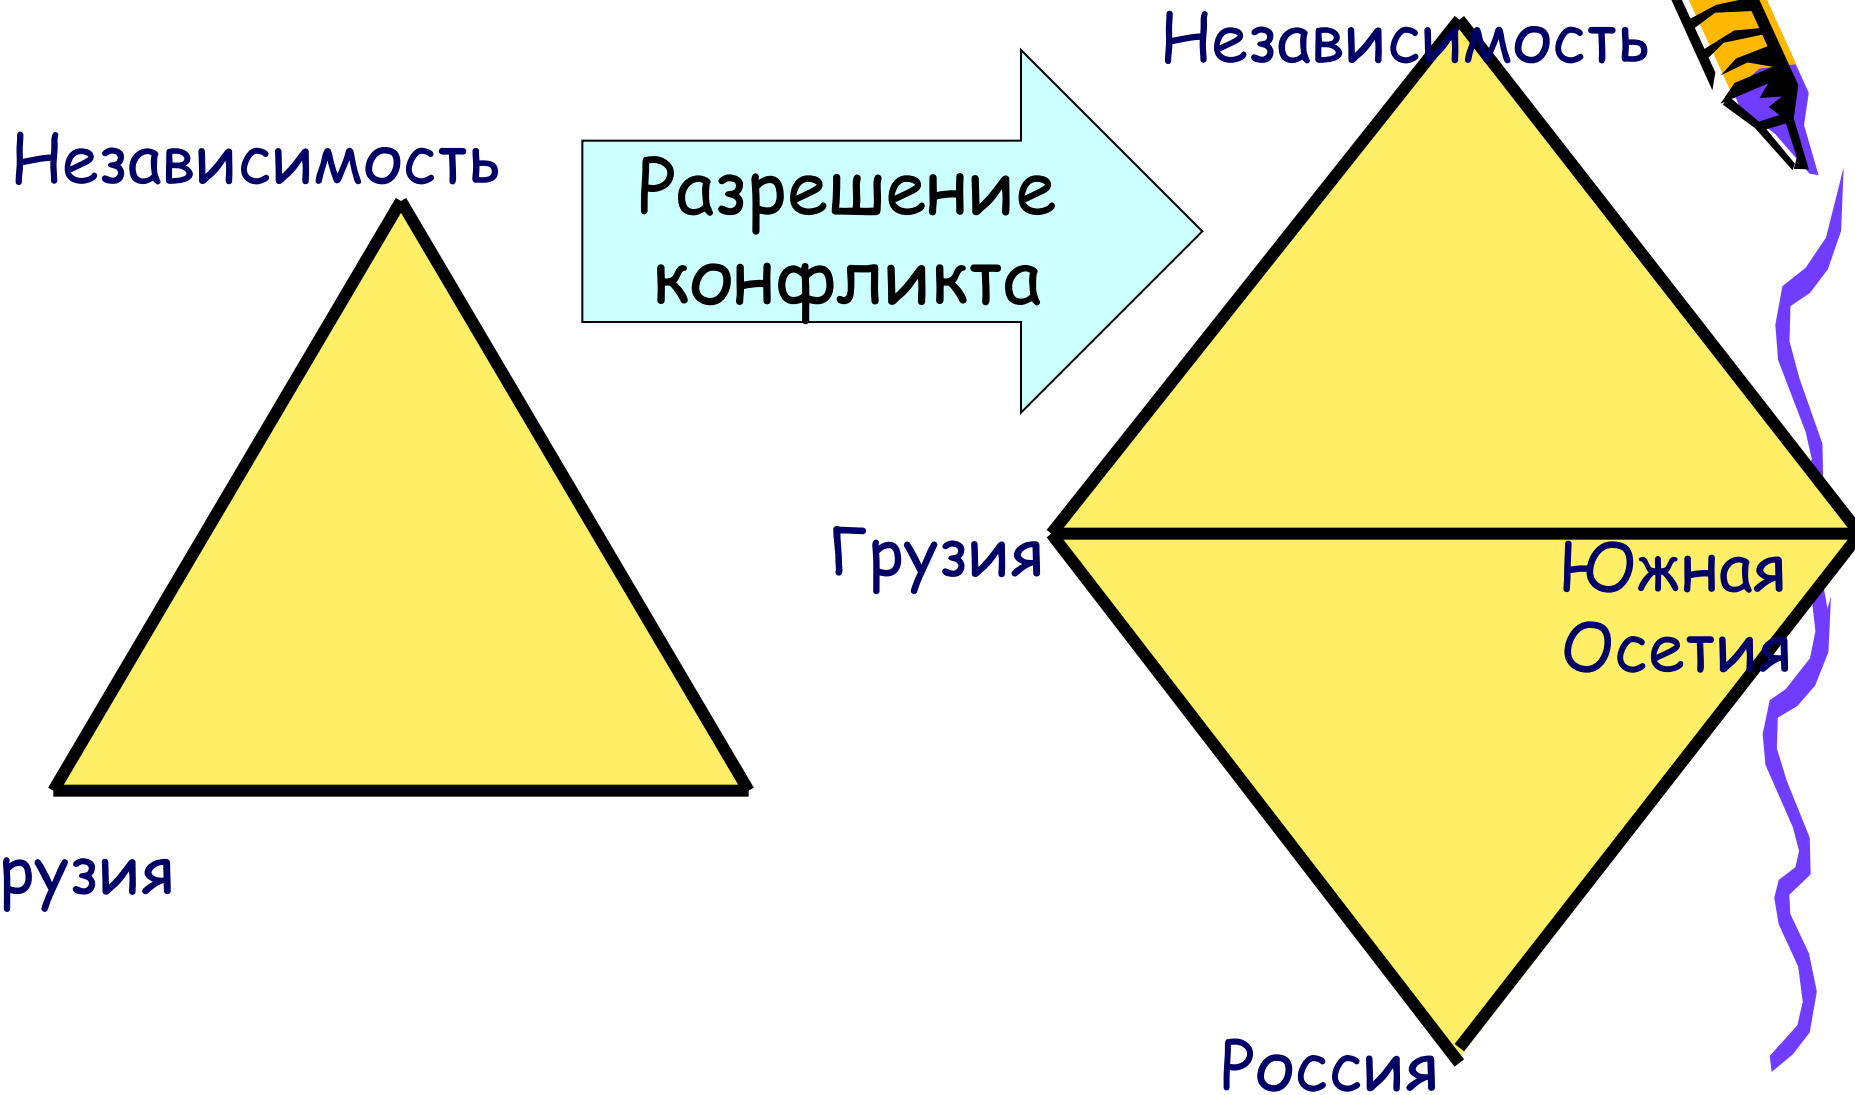 Независимость
Независимость
Разрешение
конфликта
Грузия
Южная
Осетия
рузия
Россия